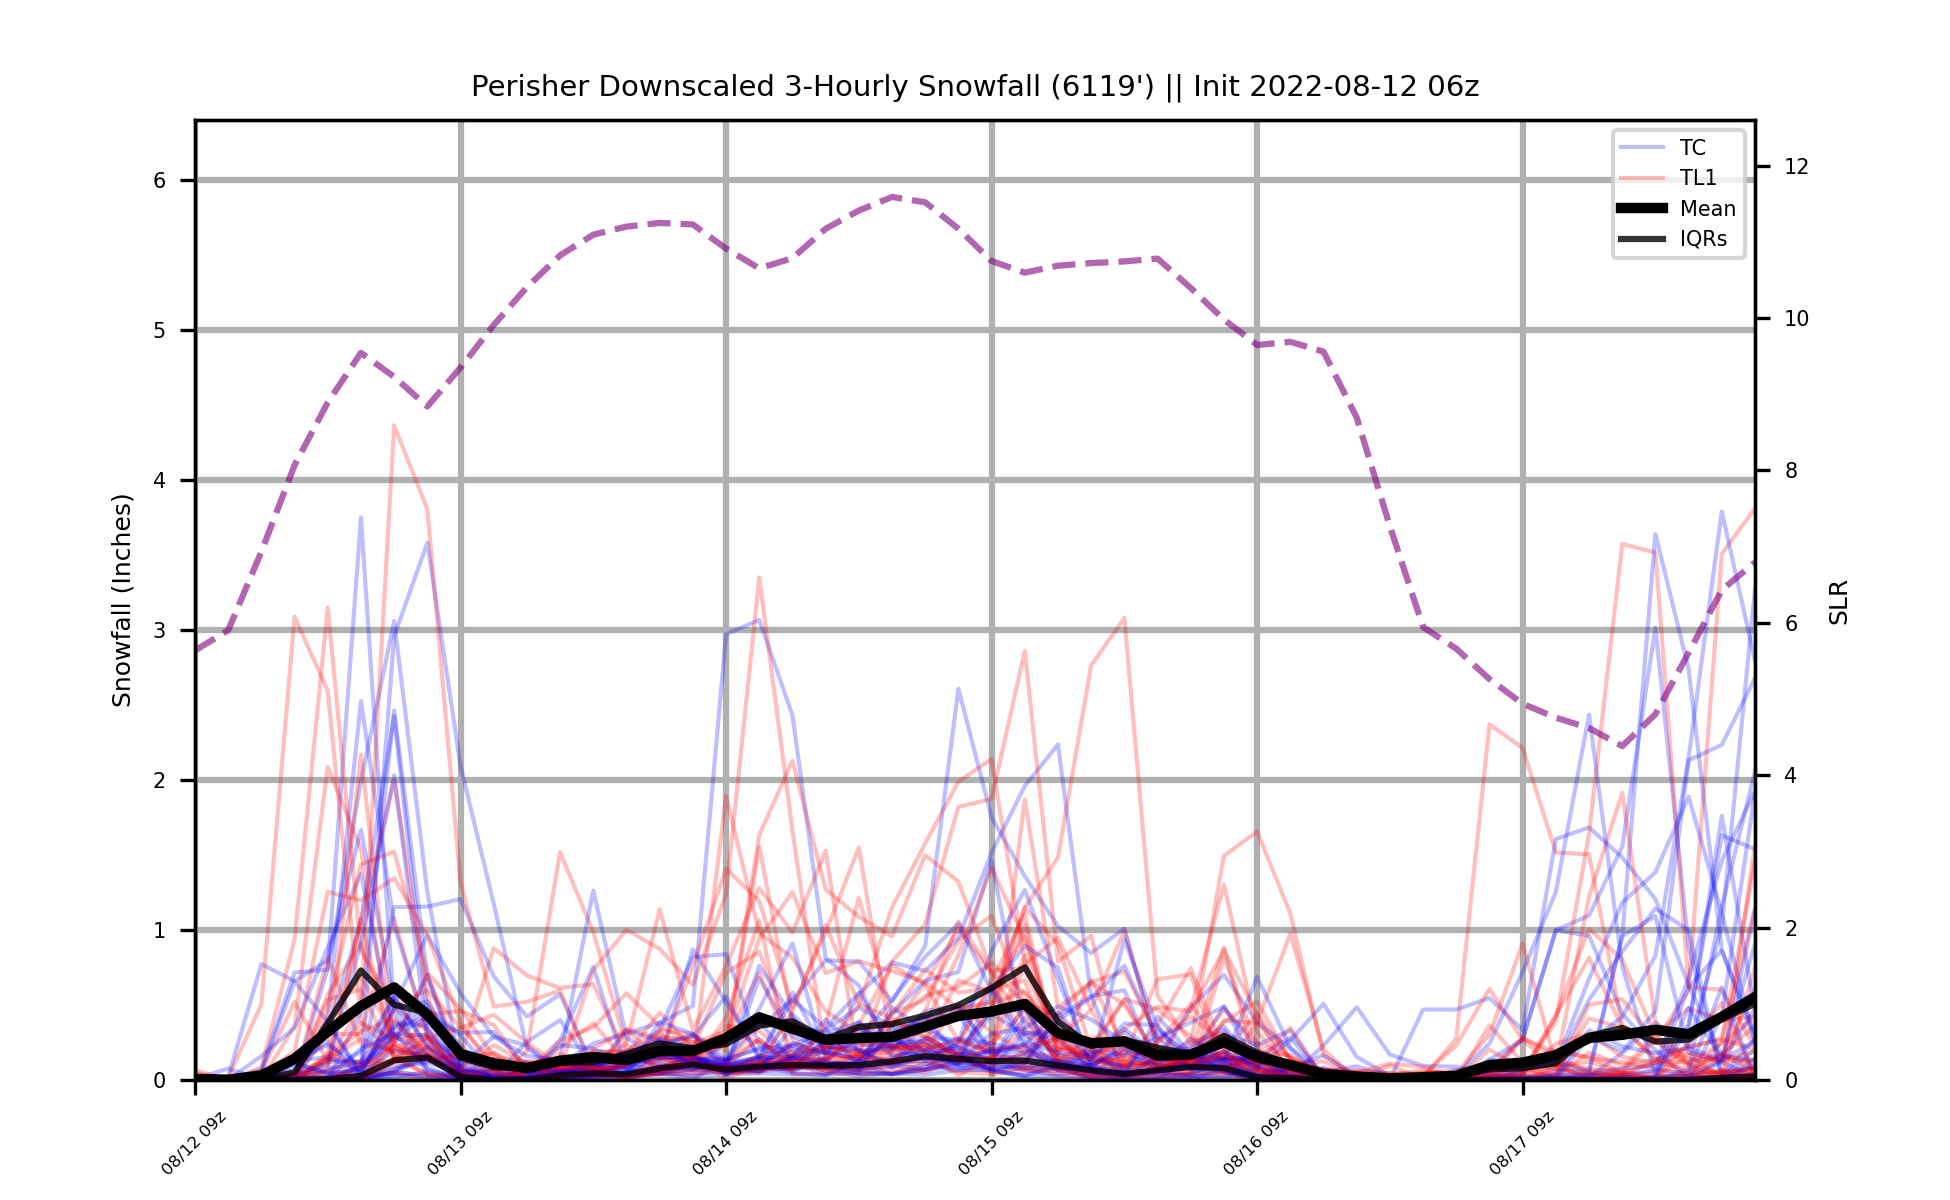 Perisher Downscaled 3-Hourly Snowfall (6119') || Init 2022-08-12 06z
TC
TL1
Mean
IQRs
Snowfall (Inches)
6
5
4
3
2
1
0
12
10
8
6
4
2
0
SLR
08/12 09z
08/13 09z
08/14 09z
08/15 09z
08/16 09z
08/17 09z